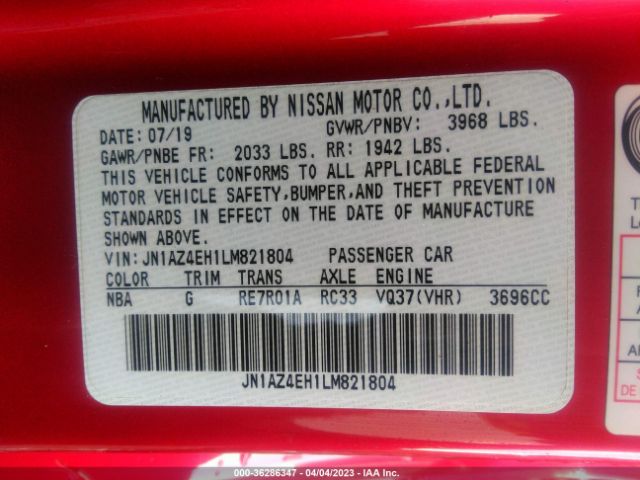 MANUFACTURED BY NISSAN MOTOR CO.,LTD.
DATE: 07/19 GVWR/PNBV: 3968 LBS.
GAWR/PNBE FR: 2033 LBS. RR: 1942 LBS.
THIS VEHICLE CONFORMS TO ALL APPLICABLE FEDERAL
MOTOR VEHICLE SAFETY,BUMPER,AND THEFT PREVENTION
STANDARDS IN EFFECT ON THE DATE OF MANUFACTURE
SHOWN ABOVE.
VIN:JN1AZ4EH1LM821804 PASSENGER CAR
COLOR TRIM TRANS AXLE ENGINE
NBA G RE7R01A RC33 VQ37(VHR) 3696CC
JN1AZ4EH1LM821804
DE
000-36286347 - 04/04/2023 - IAA Inc.